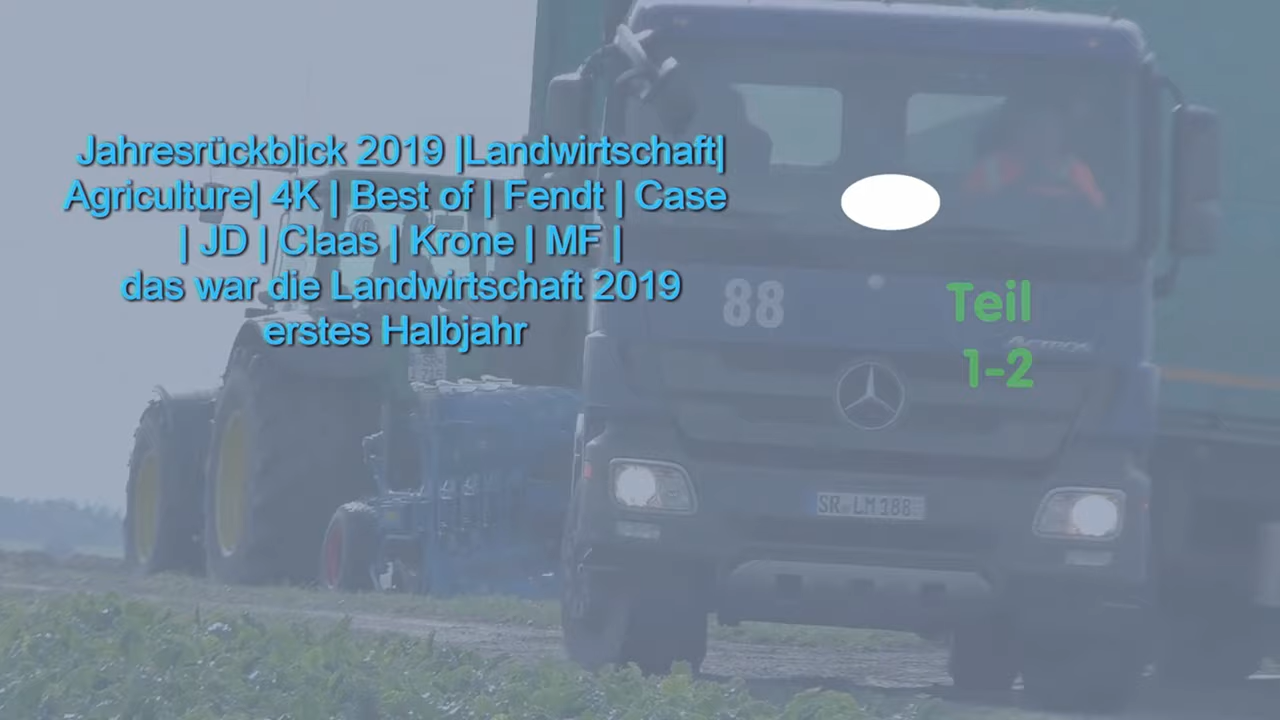 Jahresrückblick 2019 |Landwirtschaft|
Agriculture| 4K | Best of | Fendt | Case
| JD | Claas | Krone | MF |
das war die Landwirtschaft 2019
erstes Halbjahr
Teil
1-2
88
ACTROS
SR LM 188